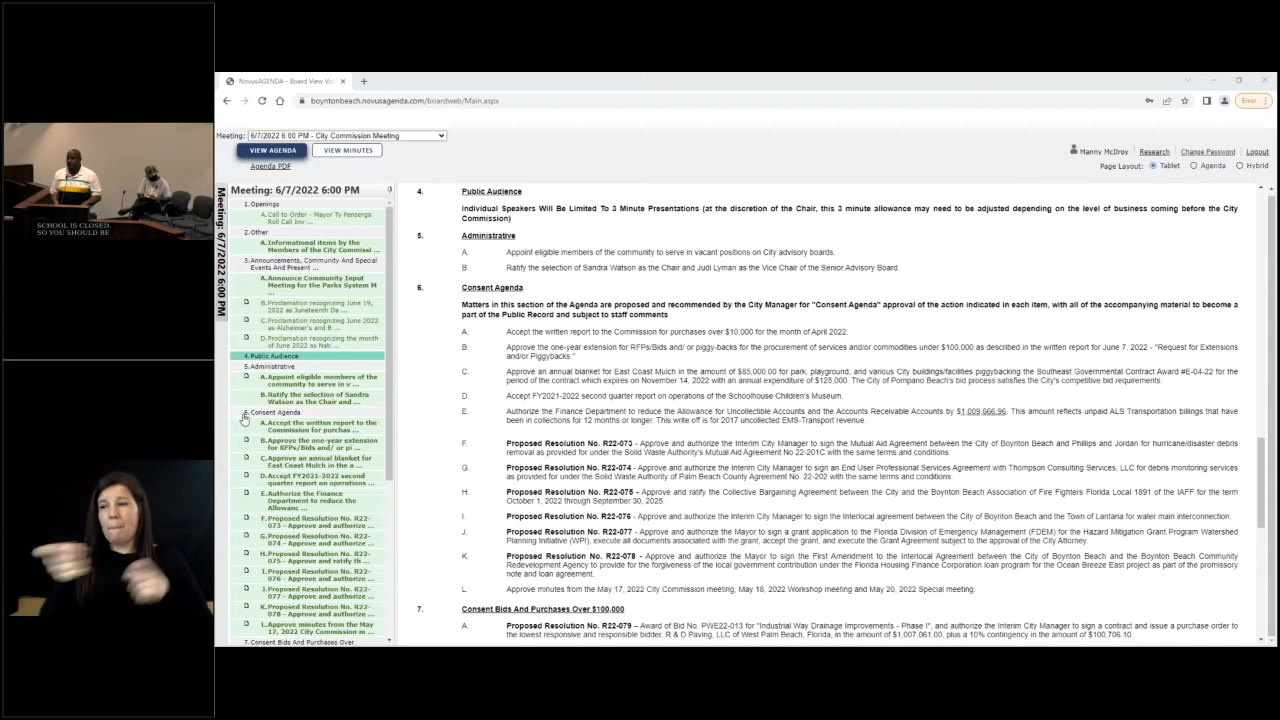 NovusAGENDA - Board View Vo
boyntonbeach.novusagenda.com/boardweb/Main.aspx
Error
Meeting: 6/7/2022 6:00 PM - City Commission Meeting
VIEW AGENDA
VIEW MINUTES
Agenda PDF
Manny McIlroy
Research
Change Password
Logout
Page Layout: Tablet Agenda Hybrid
Meeting: 6/7/2022 6:00 PM
Meeting: 6/7/2022 6:00 PM
1.Openings
A.Call to Order - Mayor Ty Penserga
Roll Call Inv ...
2.Other
A.Informational items by the
Members of the City Commissi ...
3.Announcements, Community And Special
Events And Present ...
A.Announce Community Input
Meeting for the Parks System M
...
B.Proclamation recognizing June 19,
2022 as Juneteenth Da ...
C.Proclamation recognizing June 2022
as Alzheimer's and B ...
D.Proclamation recognizing the month
of June 2022 as Nati ...
4.Public Audience
5.Administrative
A.Appoint eligible members of the
community to serve in v ...
B.Ratify the selection of Sandra
Watson as the Chair and ...
6.Consent Agenda
A.Accept the written report to the
Commission for purchas ...
B.Approve the one-year extension
for RFPs/Bids and/ or pi ...
C.Approve an annual blanket for
East Coast Mulch in the a ...
D.Accept FY2021-2022 second
quarter report on operations ...
E.Authorize the Finance
Department to reduce the
Allowanc ...
F.Proposed Resolution No. R22-
073 - Approve and authorize ...
G.Proposed Resolution No. R22-
074 - Approve and authorize ...
H.Proposed Resolution No. R22-
075 - Approve and ratify th ...
I.Proposed Resolution No. R22-
076 - Approve and authorize ...
J.Proposed Resolution No. R22-
077 - Approve and authorize ...
K.Proposed Resolution No. R22-
078 - Approve and authorize ...
L.Approve minutes from the May
17, 2022 City Commission m ...
7.Consent Bids And Purchases Over
4. Public Audience
Individual Speakers Will Be Limited To 3 Minute Presentations (at the discretion of the Chair, this 3 minute allowance may need to be adjusted depending on the level of business coming before the City
Commission)
5. Administrative
A. Appoint eligible members of the community to serve in vacant positions on City advisory boards.
B. Ratify the selection of Sandra Watson as the Chair and Judi Lyman as the Vice Chair of the Senior Advisory Board.
6. Consent Agenda
Matters in this section of the Agenda are proposed and recommended by the City Manager for "Consent Agenda" approval of the action indicated in each item, with all of the accompanying material to become a
part of the Public Record and subject to staff comments
A. Accept the written report to the Commission for purchases over $10,000 for the month of April 2022.
B. Approve the one-year extension for RFPs/Bids and/ or piggy-backs for the procurement of services and/or commodities under $100,000 as described in the written report for June 7, 2022 - "Request for Extensions
and/or Piggybacks."
C. Approve an annual blanket for East Coast Mulch in the amount of $85,000.00 for park, playground, and various City buildings/facilities piggybacking the Southeast Governmental Contract Award #E-04-22 for the
period of the contract which expires on November 14, 2022 with an annual expenditure of $125,000. The City of Pompano Beach's bid process satisfies the City's competitive bid requirements.
D. Accept FY2021-2022 second quarter report on operations of the Schoolhouse Children's Museum.
E. Authorize the Finance Department to reduce the Allowance for Uncollectible Accounts and the Accounts Receivable Accounts by $1,009,666.96. This amount reflects unpaid ALS Transportation billings that have
been in collections for 12 months or longer. This write off is for 2017 uncollected EMS-Transport revenue.
F. Proposed Resolution No. R22-073 - Approve and authorize the Interim City Manager to sign the Mutual Aid Agreement between the City of Boynton Beach and Phillips and Jordan for hurricane/disaster debris
removal as provided for under the Solid Waste Authority's Mutual Aid Agreement No 22-201C with the same terms and conditions.
G. Proposed Resolution No. R22-074 - Approve and authorize the Interim City Manager to sign an End User Professional Services Agreement with Thompson Consulting Services, LLC for debris monitoring services
as provided for under the Solid Waste Authority of Palm Beach County Agreement No. 22-202 with the same terms and conditions.
H. Proposed Resolution No. R22-075 - Approve and ratify the Collective Bargaining Agreement between the City and the Boynton Beach Association of Fire Fighters Florida Local 1891 of the IAFF for the term
October 1, 2022 through September 30, 2025.
I. Proposed Resolution No. R22-076 - Approve and authorize the Interim City Manager to sign the Interlocal agreement between the City of Boynton Beach and the Town of Lantana for water main interconnection.
J. Proposed Resolution No. R22-077 - Approve and authorize the Mayor to sign a grant application to the Florida Division of Emergency Management (FDEM) for the Hazard Mitigation Grant Program Watershed
Planning Initiative (WPI), execute all documents associated with the grant, accept the grant, and execute the Grant Agreement subject to the approval of the City Attorney.
K. Proposed Resolution No. R22-078 - Approve and authorize the Mayor to sign the First Amendment to the Interlocal Agreement between the City of Boynton Beach and the Boynton Beach Community
Redevelopment Agency to provide for the forgiveness of the local government contribution under Florida Housing Finance Corporation loan program for the Ocean Breeze East project as part of the promissory
note and loan agreement.
L. Approve minutes from the May 17, 2022 City Commission meeting, May 18, 2022 Workshop meeting and May 20, 2022 Special meeting.
7. Consent Bids And Purchases Over $100,000
A. Proposed Resolution No. R22-079 – Award of Bid No. PWE22-013 for "Industrial Way Drainage Improvements - Phase I", and authorize the Interim City Manager to sign a contract and issue a purchase order to
the lowest responsive and responsible bidder, R & D Paving, LLC of West Palm Beach, Florida, in the amount of $1,007,061.00, plus a 10% contingency in the amount of $100,706.10.
SCHOOL IS CLOSED,
SO YOU SHOULD BE